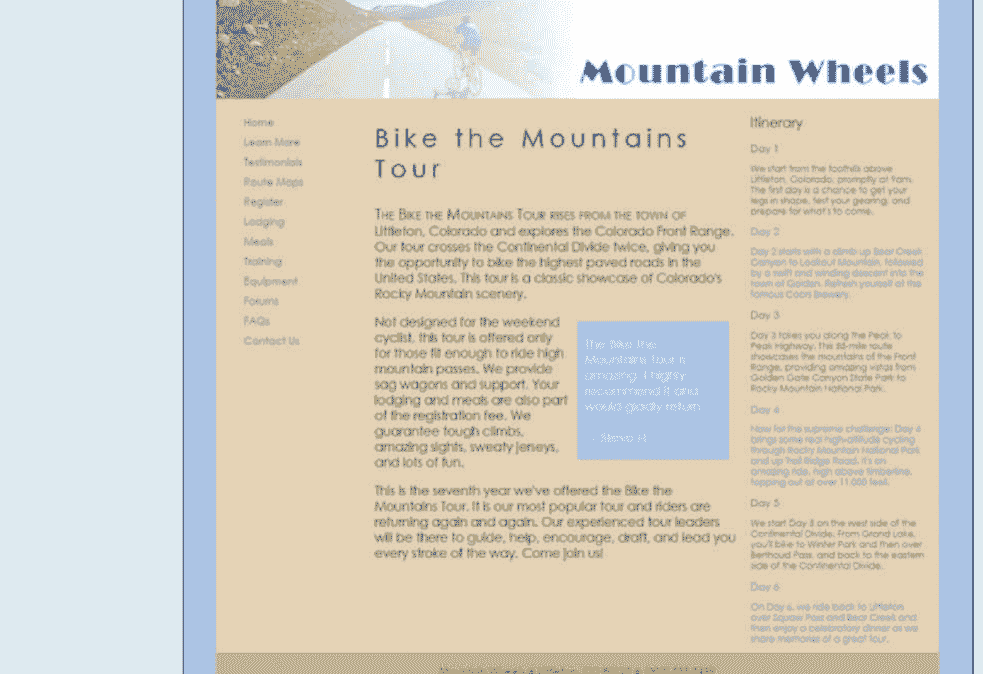 Mountain Wheels
Home
Learn More
Testimonials
Route Maps
Register
Lodging
Meals
Training
Equipment
Forums
FAQs
Contact Us
Bike the Mountains
Tour
THE BIKE THE MOUNTAINS TOUR RISES FROM THE TOWN OF
Littleton, Colorado and explores the Colorado Front Range.
Our tour crosses the Continental Divide twice, giving you
the opportunity to bike the highest paved roads in the
United States. This tour is a classic showcase of Colorado's
Rocky Mountain scenery.
Not designed for the weekend
cyclist, this tour is offered only
for those fit enough to ride high
mountain passes. We provide
sag wagons and support. Your
lodging and meals are also part
of the registration fee. We
guarantee tough climbs,
amazing sights, sweaty jerseys,
and lots of fun.
The Bike the
Mountains Tour is
amazing. I highly
recommend it and
would gladly return.
- Steve H.
This is the seventh year we've offered the Bike the
Mountains Tour. It is our most popular tour and riders are
returning again and again. Our experienced tour leaders
will be there to guide, help, encourage, draft, and lead you
every stroke of the way. Come join us!
Itinerary
Day 1
We start from the foothills above
Littleton, Colorado, promptly at 9am.
The first day is a chance to get your
legs in shape, test your gearing, and
prepare for what's to come.
Day 2
Day 2 starts with a climb up Bear Creek
Canyon to Lookout Mountain, followed
by a swift and winding descent into the
town of Golden. Refresh yourself at the
famous Coors Brewery.
Day 3
Day 3 takes you along the Peak to
Peak Highway. This 55-mile route
showcases the mountains of the Front
Range, providing amazing vistas from
Golden Gate Canyon State Park to
Rocky Mountain National Park.
Day 4
Now for the supreme challenge: Day 4
brings some real high-altitude cycling
through Rocky Mountain National Park
and up Trail Ridge Road. It's an
amazing ride, high above timberline,
topping out at over 11,000 feet.
Day 5
We start Day 5 on the west side of the
Continental Divide. From Grand Lake,
you'll bike to Winter Park and then over
Berthoud Pass, and back to the eastern
side of the Continental Divide.
Day 6
On Day 6, we ride back to Littleton
over Squaw Pass and Bear Creek and
then enjoy a celebratory dinner as we
share memories of a great tour.